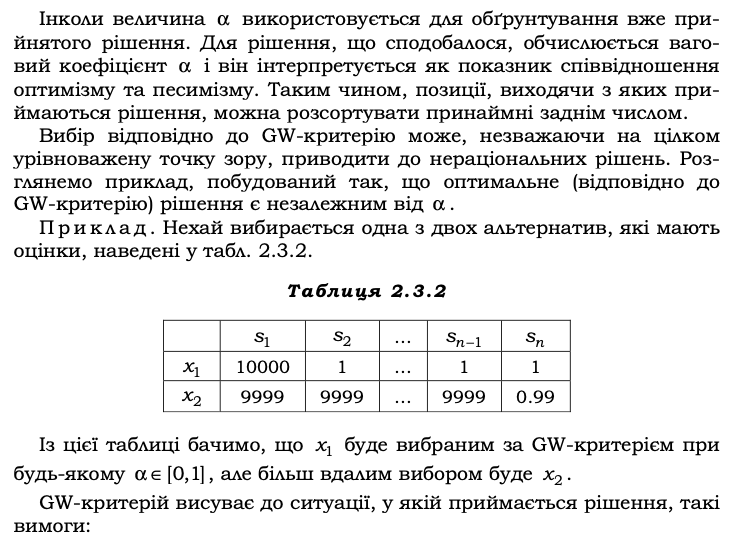 Інколи величина α використовується для обґрунтування вже при-
йнятого рішення. Для рішення, що сподобалося, обчислюється ваго-
вий коефіцієнт α і він інтерпретується як показник співвідношення
оптимізму та песимізму. Таким чином, позиції, виходячи з яких при-
ймаються рішення, можна розсортувати принаймні заднім числом.
Вибір відповідно до GW-критерію може, незважаючи на цілком
урівноважену точку зору, приводити до нераціональних рішень. Роз-
глянемо приклад, побудований так, що оптимальне (відповідно до
GW-критерію) рішення є незалежним від α.
Приклад. Нехай вибирається одна з двох альтернатив, які мають
оцінки, наведені у табл. 2.3.2.
Таблиця 2.3.2
s₁ s₂ ... sₙ₋₁ sₙ
x₁ 10000 1 ... 1 1
x₂ 9999 9999 ... 9999 0.99
Із цієї таблиці бачимо, що x₁ буде вибраним за GW-критерієм при
будь-якому α∈[0,1], але більш вдалим вибором буде x₂.
GW-критерій висуває до ситуації, у якій приймається рішення, такі
вимоги: